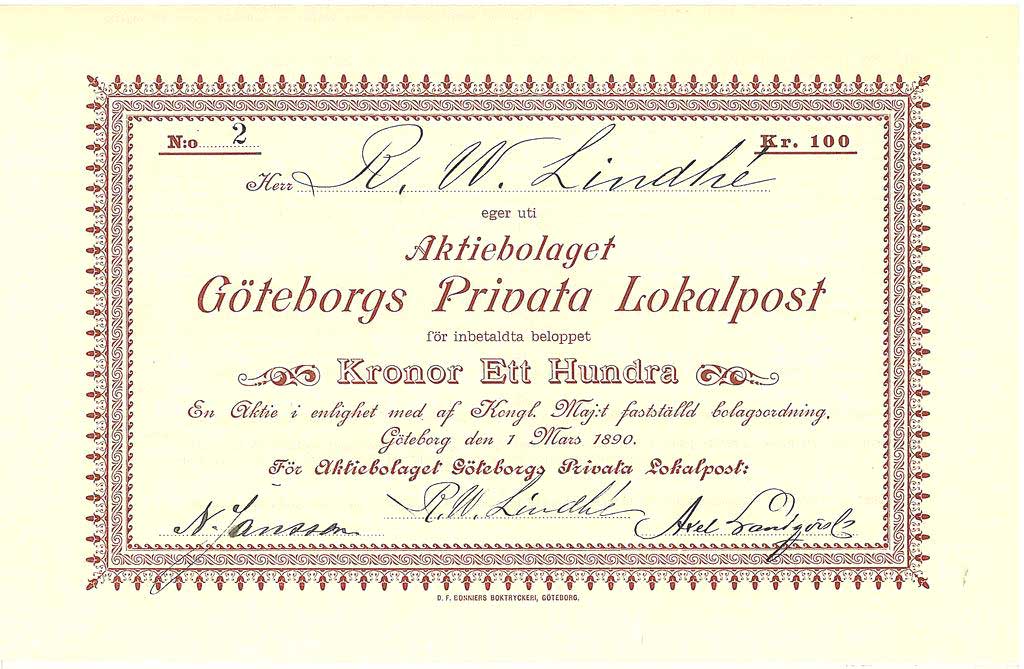 N:o 2
Kr. 100
Herr R. W. Lindhé
eger uti
Aktiebolaget
Göteborgs Privata Lokalpost
för inbetaldta beloppet
Kronor Ett Hundra
En Aktie i enlighet med af Kongl. Maj:t fastställd bolagsordning.
Göteborg den 1 Mars 1890.
För Aktiebolaget Göteborgs Privata Lokalpost:
N. Jansson R. W. Lindhé Axel
D. F. BONNIERS BOKTRYCKERI, GÖTEBORG.